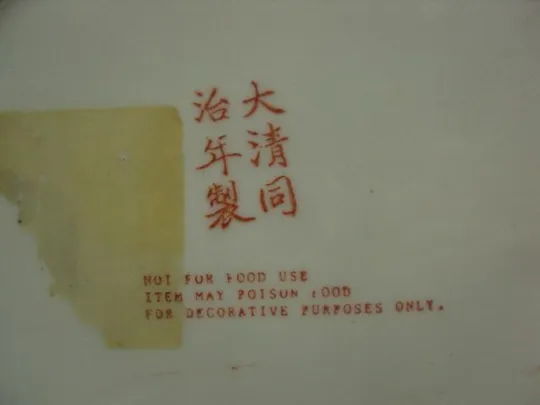 大清同
治年製
NOT FOR FOOD USE
ITEM MAY POISON FOOD
FOR DECORATIVE PURPOSES ONLY.